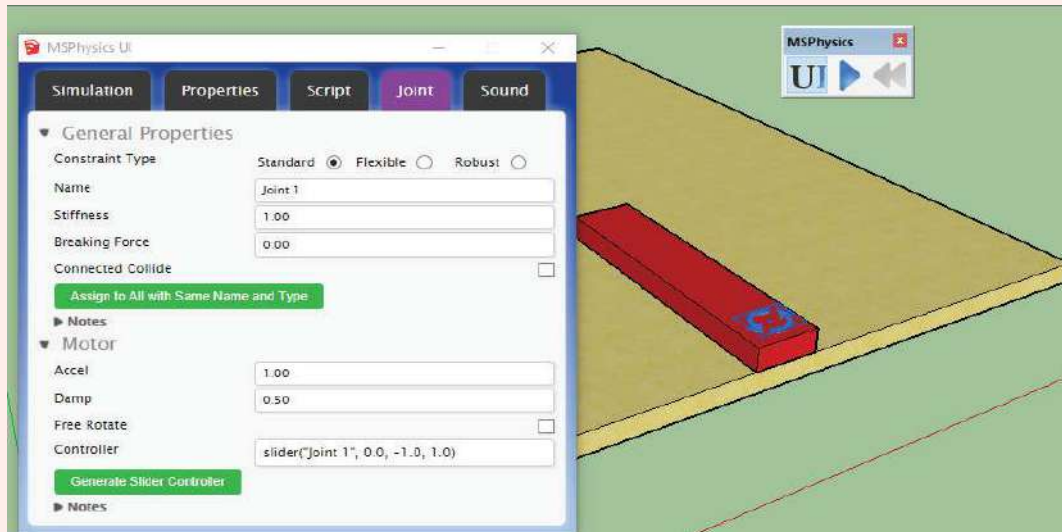 MSPhysics UI
Simulation Properties Script Joint Sound
General Properties
Constraint Type Standard Flexible Robust
Name Joint 1
Stiffness 1.00
Breaking Force 0.00
Connected Collide
Assign to All with Same Name and Type
Notes
Motor
Accel 1.00
Damp 0.50
Free Rotate
Controller slider("Joint 1", 0.0, -1.0, 1.0)
Generate Slider Controller
Notes
MSPhysics
UI